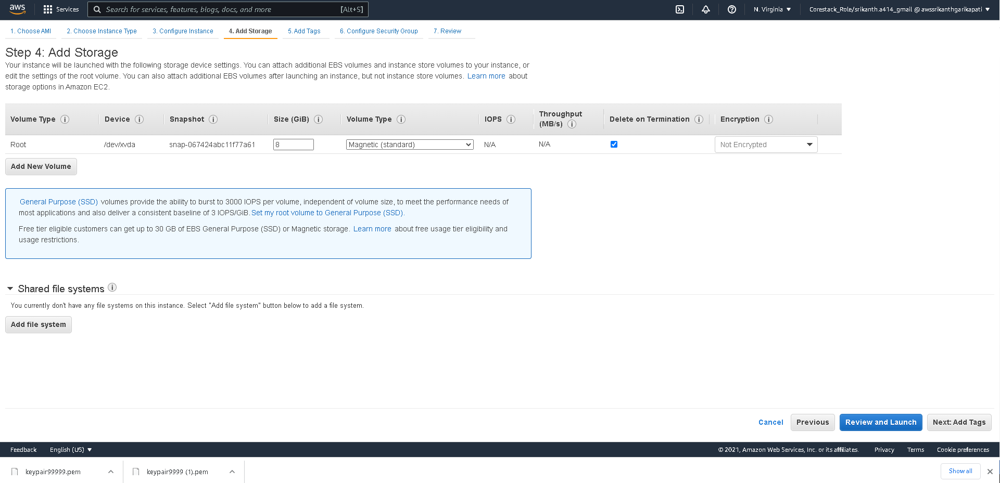 aws
Services
Search for services, features, blogs, docs, and more
[Alt+S]
N. Virginia
Corestack_Role/srikanth.a414_gmail @ awssrikanthgarikapati
1. Choose AMI
2. Choose Instance Type
3. Configure Instance
4. Add Storage
5. Add Tags
6. Configure Security Group
7. Review
Step 4: Add Storage
Your instance will be launched with the following storage device settings. You can attach additional EBS volumes and instance store volumes to your instance, or
edit the settings of the root volume. You can also attach additional EBS volumes after launching an instance, but not instance store volumes. Learn more about
storage options in Amazon EC2.
Volume Type
Device
Snapshot
Size (GiB)
Volume Type
IOPS
Throughput
(MB/s)
Delete on Termination
Encryption
Root
/dev/xvda
snap-067424abc11f77a61
8
Magnetic (standard)
N/A
N/A
Not Encrypted
Add New Volume
General Purpose (SSD) volumes provide the ability to burst to 3000 IOPS per volume, independent of volume size, to meet the performance needs of
most applications and also deliver a consistent baseline of 3 IOPS/GiB. Set my root volume to General Purpose (SSD).
Free tier eligible customers can get up to 30 GB of EBS General Purpose (SSD) or Magnetic storage. Learn more about free usage tier eligibility and
usage restrictions.
Shared file systems
You currently don't have any file systems on this instance. Select "Add file system" button below to add a file system.
Add file system
Cancel
Previous
Review and Launch
Next: Add Tags
Feedback
English (US)
© 2021, Amazon Web Services, Inc. or its affiliates.
Privacy
Terms
Cookie preferences
keypair99999.pem
keypair9999 (1).pem
Show all